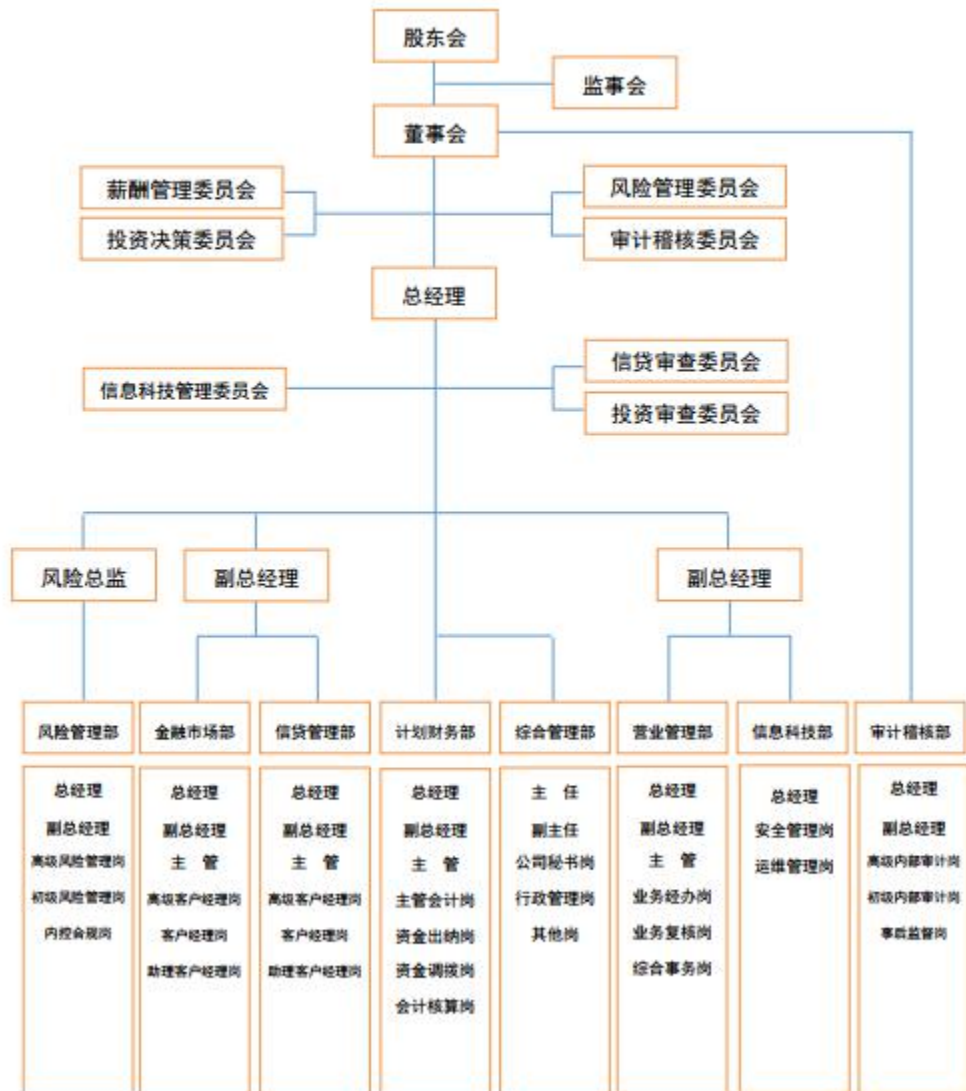 股东会
监事会
董事会
薪酬管理委员会
风险管理委员会
投资决策委员会
审计稽核委员会
总经理
信贷审查委员会
信息科技管理委员会
投资审查委员会
风险总监
副总经理
副总经理
风险管理部
金融市场部
信贷管理部
计划财务部
综合管理部
营业管理部
信息科技部
审计稽核部
总经理
副总经理
高级风险管理岗
初级风险管理岗
内控合规岗
总经理
副总经理
主 管
高级客户经理岗
客户经理岗
助理客户经理岗
总经理
副总经理
主 管
高级客户经理岗
客户经理岗
助理客户经理岗
总经理
副总经理
主 管
主管会计岗
资金出纳岗
资金调拨岗
会计核算岗
主 任
副主任
公司秘书岗
行政管理岗
其他岗
总经理
副总经理
主 管
业务经办岗
业务复核岗
综合事务岗
总经理
安全管理岗
运维管理岗
总经理
副总经理
高级内部审计岗
初级内部审计岗
事后监督岗